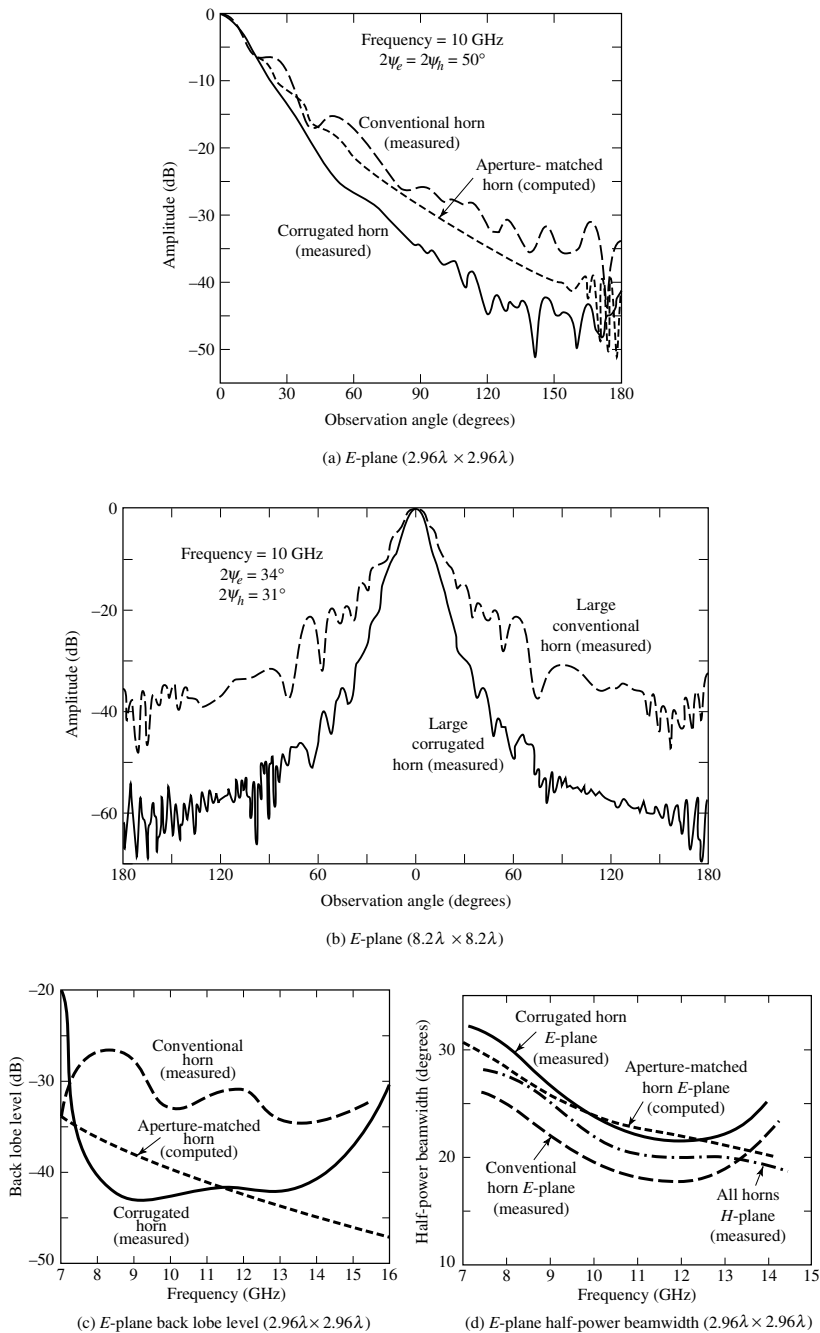 0
–10
–20
–30
–40
–50
Amplitude (dB)
Frequency = 10 GHz
2ψe = 2ψh = 50°
Conventional horn
(measured)
Aperture- matched
horn (computed)
Corrugated horn
(measured)
0
30
60
90
120
150
180
Observation angle (degrees)
(a) E-plane (2.96λ × 2.96λ)
0
–20
–40
–60
Amplitude (dB)
Frequency = 10 GHz
2ψe = 34°
2ψh = 31°
Large
conventional
horn (measured)
Large
corrugated
horn (measured)
180
120
60
0
60
120
180
Observation angle (degrees)
(b) E-plane (8.2λ × 8.2λ)
–20
–30
–40
–50
Back lobe level (dB)
Conventional
horn
(measured)
Aperture-matched
horn
(computed)
Corrugated
horn
(measured)
7
8
9
10
11
12
13
14
15
16
Frequency (GHz)
(c) E-plane back lobe level (2.96λ× 2.96λ)
30
20
10
Half-power beamwidth (degrees)
Corrugated horn
E-plane
(measured)
Aperture-matched
horn E-plane
(computed)
Conventional
horn E-plane
(measured)
All horns
H-plane
(measured)
7
8
9
10
11
12
13
14
15
Frequency (GHz)
(d) E-plane half-power beamwidth (2.96λ × 2.96λ)